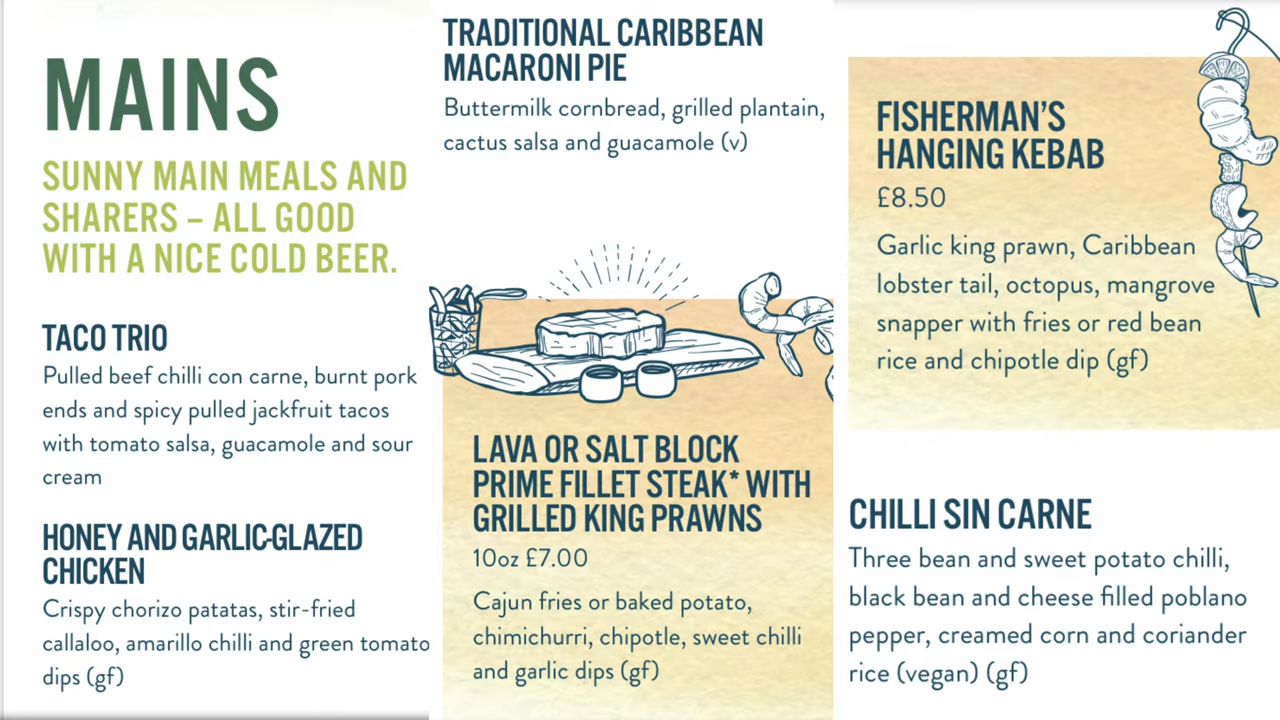 MAINS
SUNNY MAIN MEALS AND
SHARERS – ALL GOOD
WITH A NICE COLD BEER.
TACO TRIO
Pulled beef chilli con carne, burnt pork
ends and spicy pulled jackfruit tacos
with tomato salsa, guacamole and sour
cream
HONEY AND GARLIC-GLAZED
CHICKEN
Crispy chorizo patatas, stir-fried
callaloo, amarillo chilli and green tomato
dips (gf)
TRADITIONAL CARIBBEAN
MACARONI PIE
Buttermilk cornbread, grilled plantain,
cactus salsa and guacamole (v)
LAVA OR SALT BLOCK
PRIME FILLET STEAK* WITH
GRILLED KING PRAWNS
10oz £7.00
Cajun fries or baked potato,
chimichurri, chipotle, sweet chilli
and garlic dips (gf)
FISHERMAN'S
HANGING KEBAB
£8.50
Garlic king prawn, Caribbean
lobster tail, octopus, mangrove
snapper with fries or red bean
rice and chipotle dip (gf)
CHILLI SIN CARNE
Three bean and sweet potato chilli,
black bean and cheese filled poblano
pepper, creamed corn and coriander
rice (vegan) (gf)